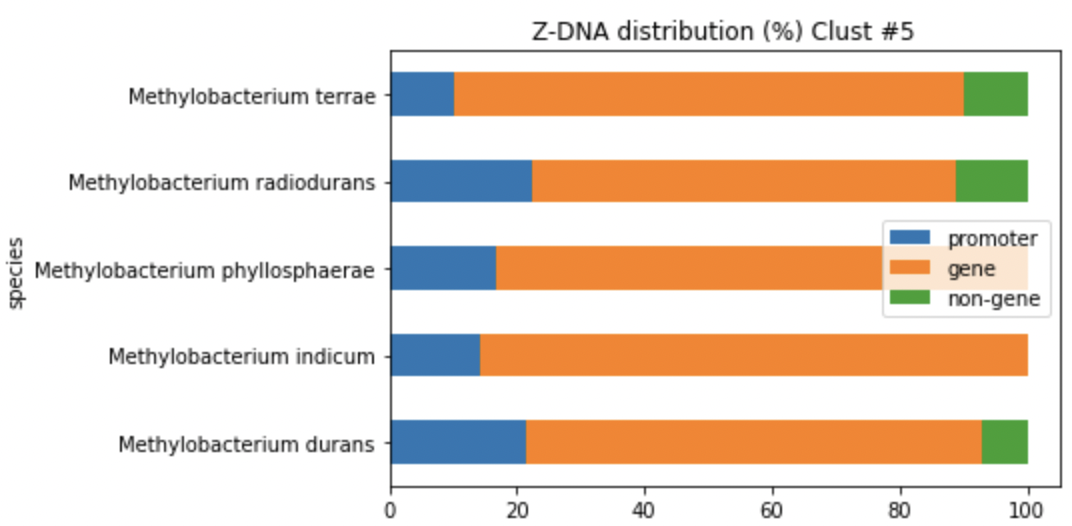 Z-DNA distribution (%) Clust #5
species
Methylobacterium terrae
Methylobacterium radiodurans
Methylobacterium phyllosphaerae
Methylobacterium indicum
Methylobacterium durans
promoter
gene
non-gene
0 20 40 60 80 100